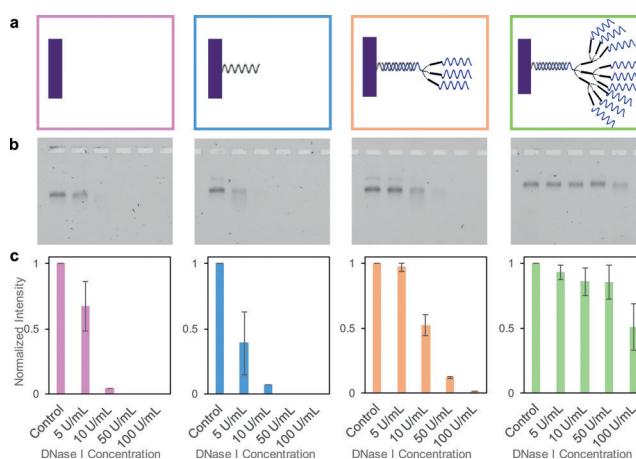 a
b
c
Normalized Intensity
1
0.5
0
Control
5 U/mL
10 U/mL
50 U/mL
100 U/mL
DNase I Concentration
1
0.5
0
Control
5 U/mL
10 U/mL
50 U/mL
100 U/mL
DNase I Concentration
1
0.5
0
Control
5 U/mL
10 U/mL
50 U/mL
100 U/mL
DNase I Concentration
1
0.5
0
Control
5 U/mL
10 U/mL
50 U/mL
100 U/mL
DNase I Concentration